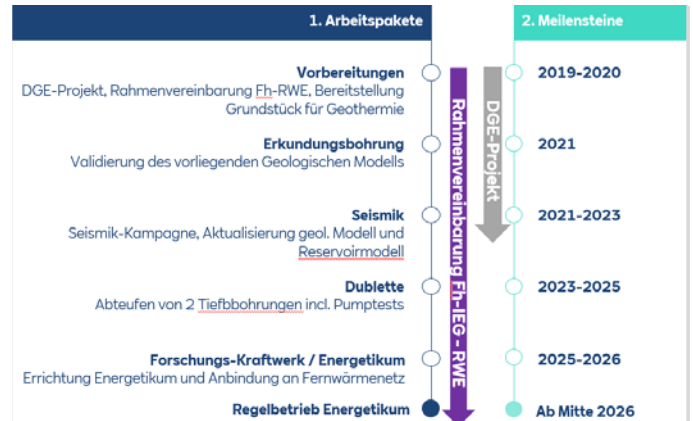 1. Arbeitspakete
2. Meilensteine
Vorbereitungen
DGE-Projekt, Rahmenvereinbarung Fh-RWE, Bereitstellung
Grundstück für Geothermie
2019-2020
Erkundungsbohrung
Validierung des vorliegenden Geologischen Modells
2021
Seismik
Seismik-Kampagne, Aktualisierung geol. Modell und
Reservoirmodell
2021-2023
Dublette
Abteufen von 2 Tiefbbohrungen incl. Pumptests
2023-2025
Forschungs-Kraftwerk / Energetikum
Errichtung Energetikum und Anbindung an Fernwärmenetz
2025-2026
Regelbetrieb Energetikum
Ab Mitte 2026
Rahmenvereinbarung Fh-IEG - RWE
DGE-Projekt